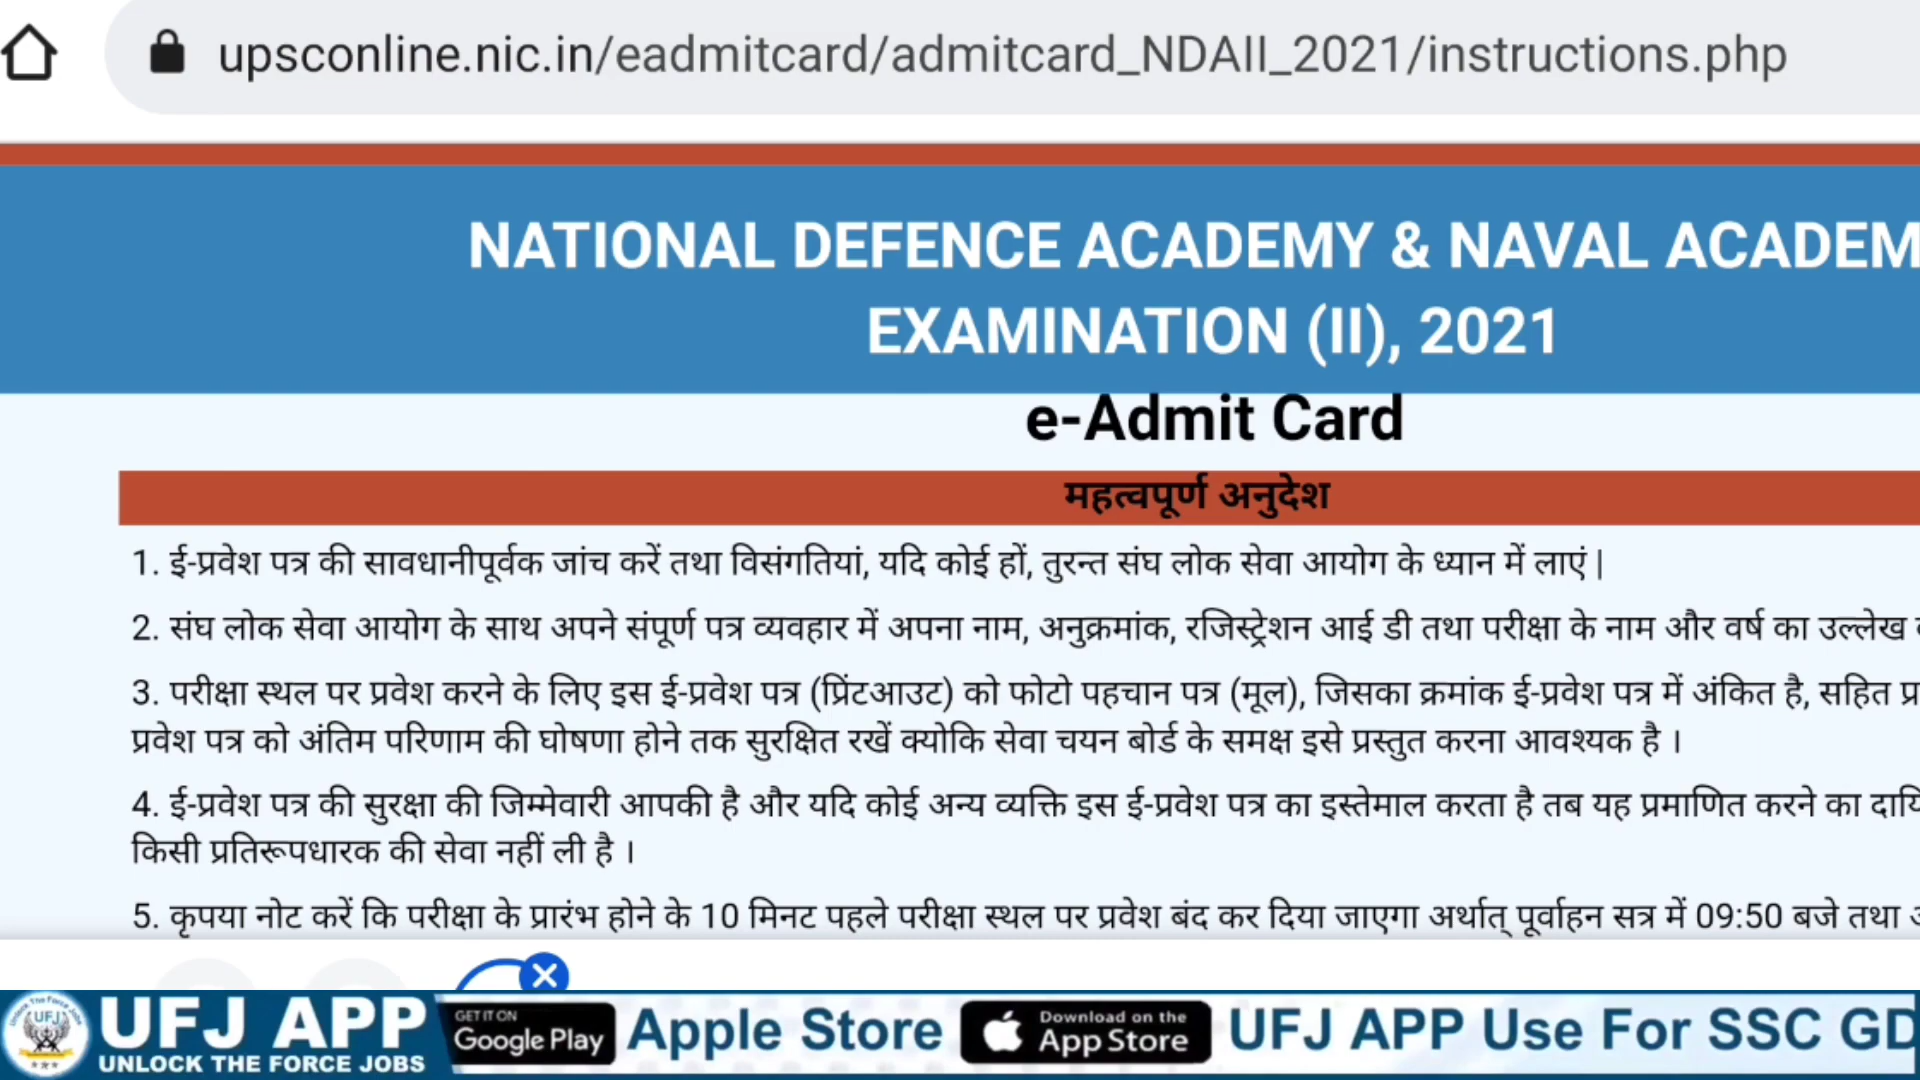 upsconline.nic.in/eadmitcard/admitcard_NDAII_2021/instructions.php
NATIONAL DEFENCE ACADEMY & NAVAL ACADEM
EXAMINATION (II), 2021
e-Admit Card
महत्वपूर्ण अनुदेश
1. ई-प्रवेश पत्र की सावधानीपूर्वक जांच करें तथा विसंगतियां, यदि कोई हों, तुरन्त संघ लोक सेवा आयोग के ध्यान में लाएं |
2. संघ लोक सेवा आयोग के साथ अपने संपूर्ण पत्र व्यवहार में अपना नाम, अनुक्रमांक, रजिस्ट्रेशन आई डी तथा परीक्षा के नाम और वर्ष का उल्लेख
3. परीक्षा स्थल पर प्रवेश करने के लिए इस ई-प्रवेश पत्र (प्रिंटआउट) को फोटो पहचान पत्र (मूल), जिसका क्रमांक ई-प्रवेश पत्र में अंकित है, सहित प्र
प्रवेश पत्र को अंतिम परिणाम की घोषणा होने तक सुरक्षित रखें क्योकि सेवा चयन बोर्ड के समक्ष इसे प्रस्तुत करना आवश्यक है ।
4. ई-प्रवेश पत्र की सुरक्षा की जिम्मेवारी आपकी है और यदि कोई अन्य व्यक्ति इस ई-प्रवेश पत्र का इस्तेमाल करता है तब यह प्रमाणित करने का दायि
किसी प्रतिरूपधारक की सेवा नहीं ली है ।
5. कृपया नोट करें कि परीक्षा के प्रारंभ होने के 10 मिनट पहले परीक्षा स्थल पर प्रवेश बंद कर दिया जाएगा अर्थात् पूर्वाहन सत्र में 09:50 बजे तथा
UFJ
UFJ APP
UNLOCK THE FORCE JOBS
GET IT ON
Google Play
Apple Store
Download on the
App Store
UFJ APP Use For SSC GD